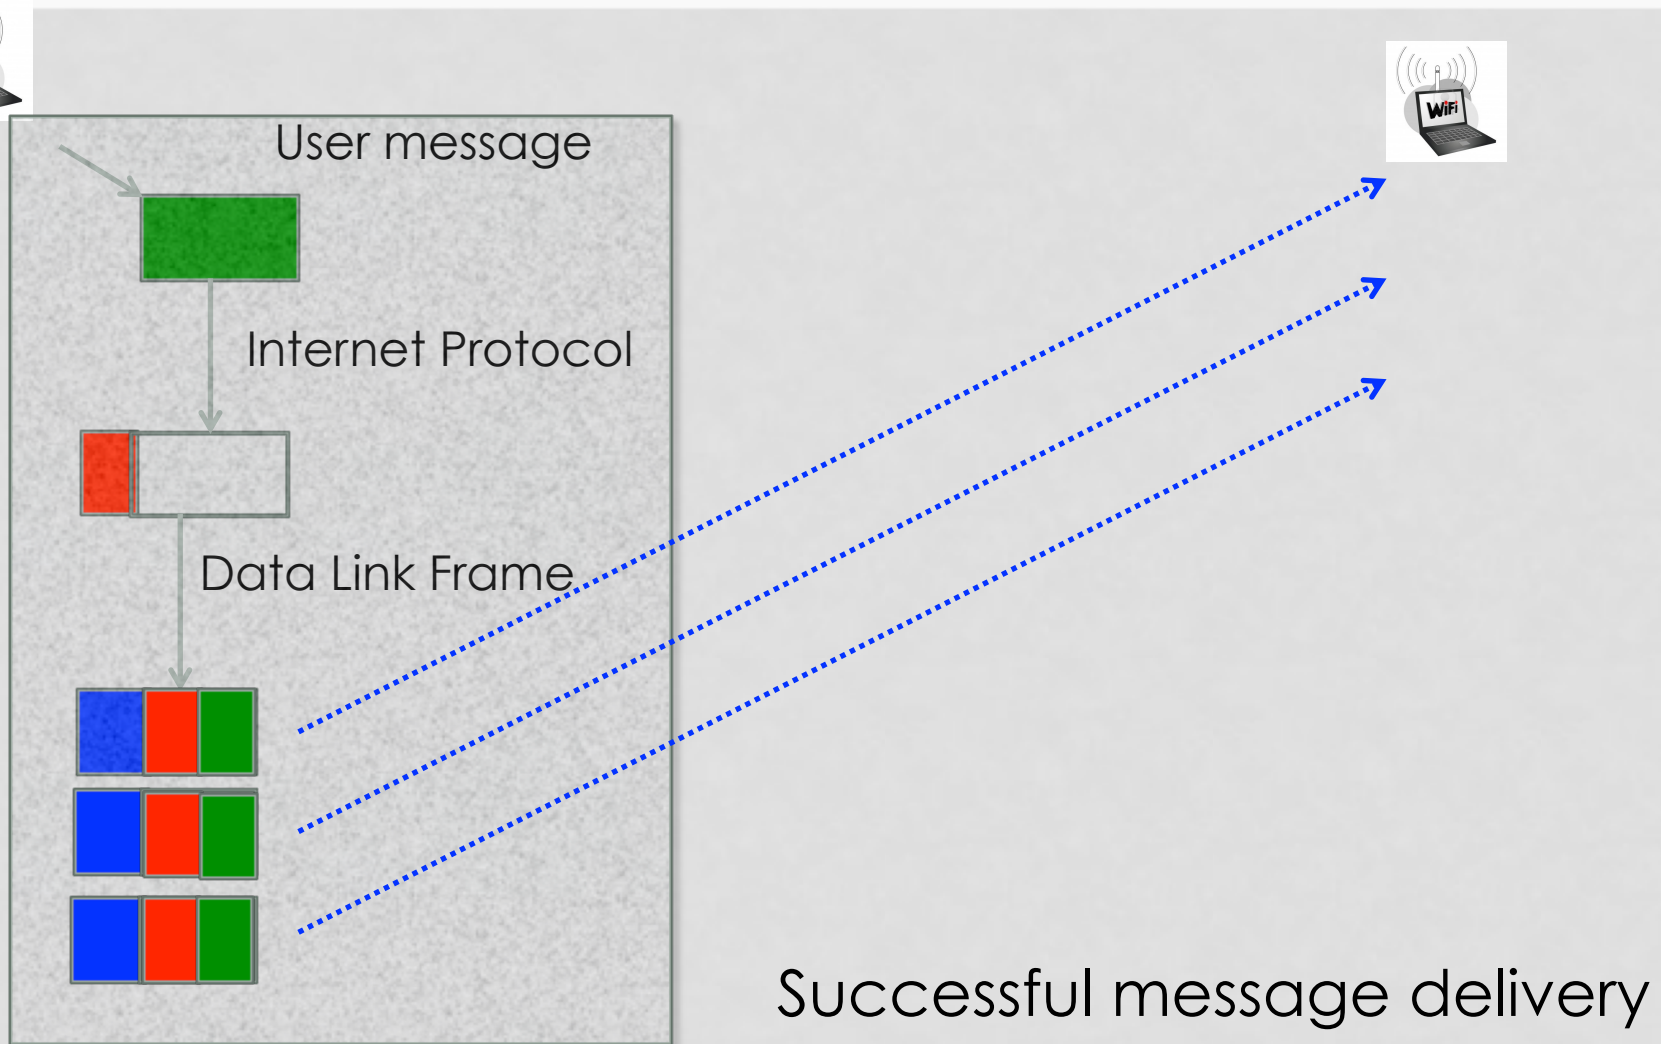 User message
WiFi
Internet Protocol
Data Link Frame
Successful message delivery